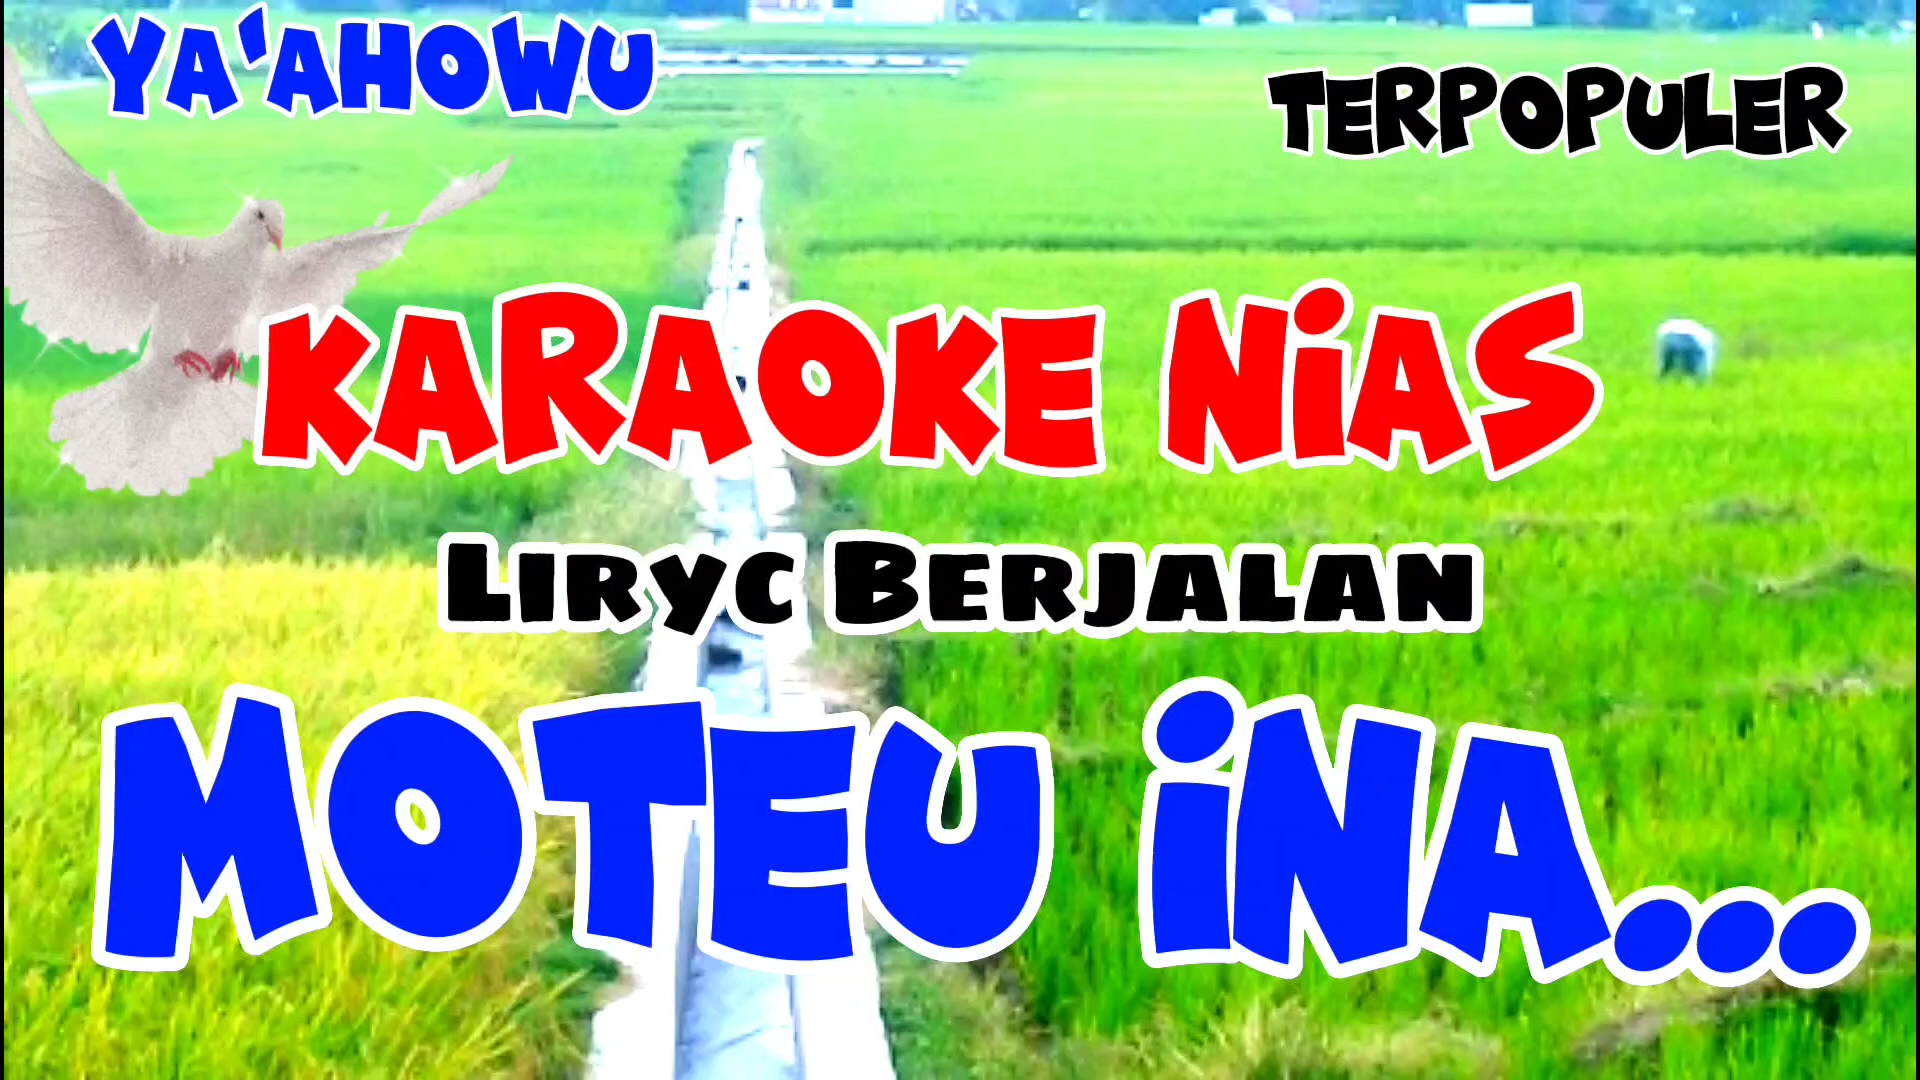 YA'AHOWU
TERPOPULER
KARAOKE NiAS
LIRYC BERJALAN
MOTEU iNA...